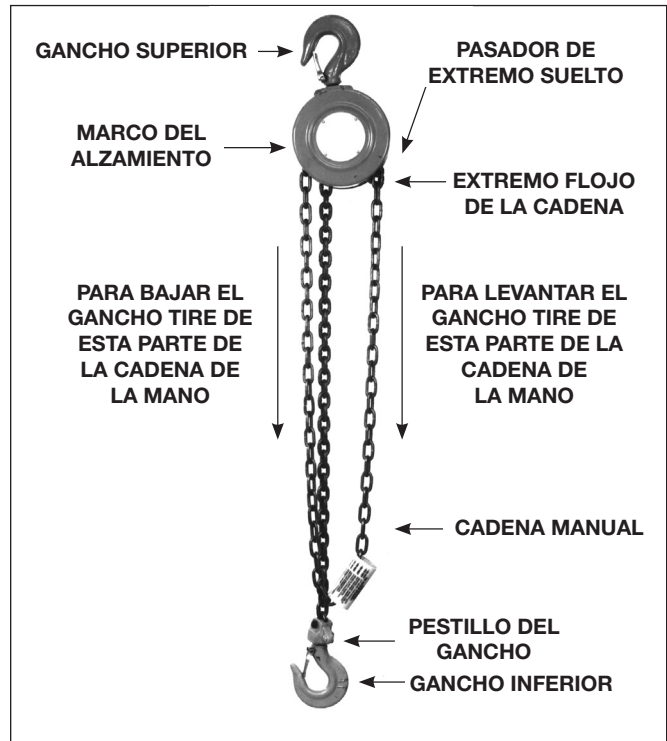 GANCHO SUPERIOR
PASADOR DE
EXTREMO SUELTO
MARCO DEL
ALZAMIENTO
EXTREMO FLOJO
DE LA CADENA
PARA BAJAR EL
GANCHO TIRE DE
ESTA PARTE DE
LA CADENA DE
LA MANO
PARA LEVANTAR EL
GANCHO TIRE DE
ESTA PARTE DE LA
CADENA DE
LA MANO
CADENA MANUAL
PESTILLO DEL
GANCHO
GANCHO INFERIOR